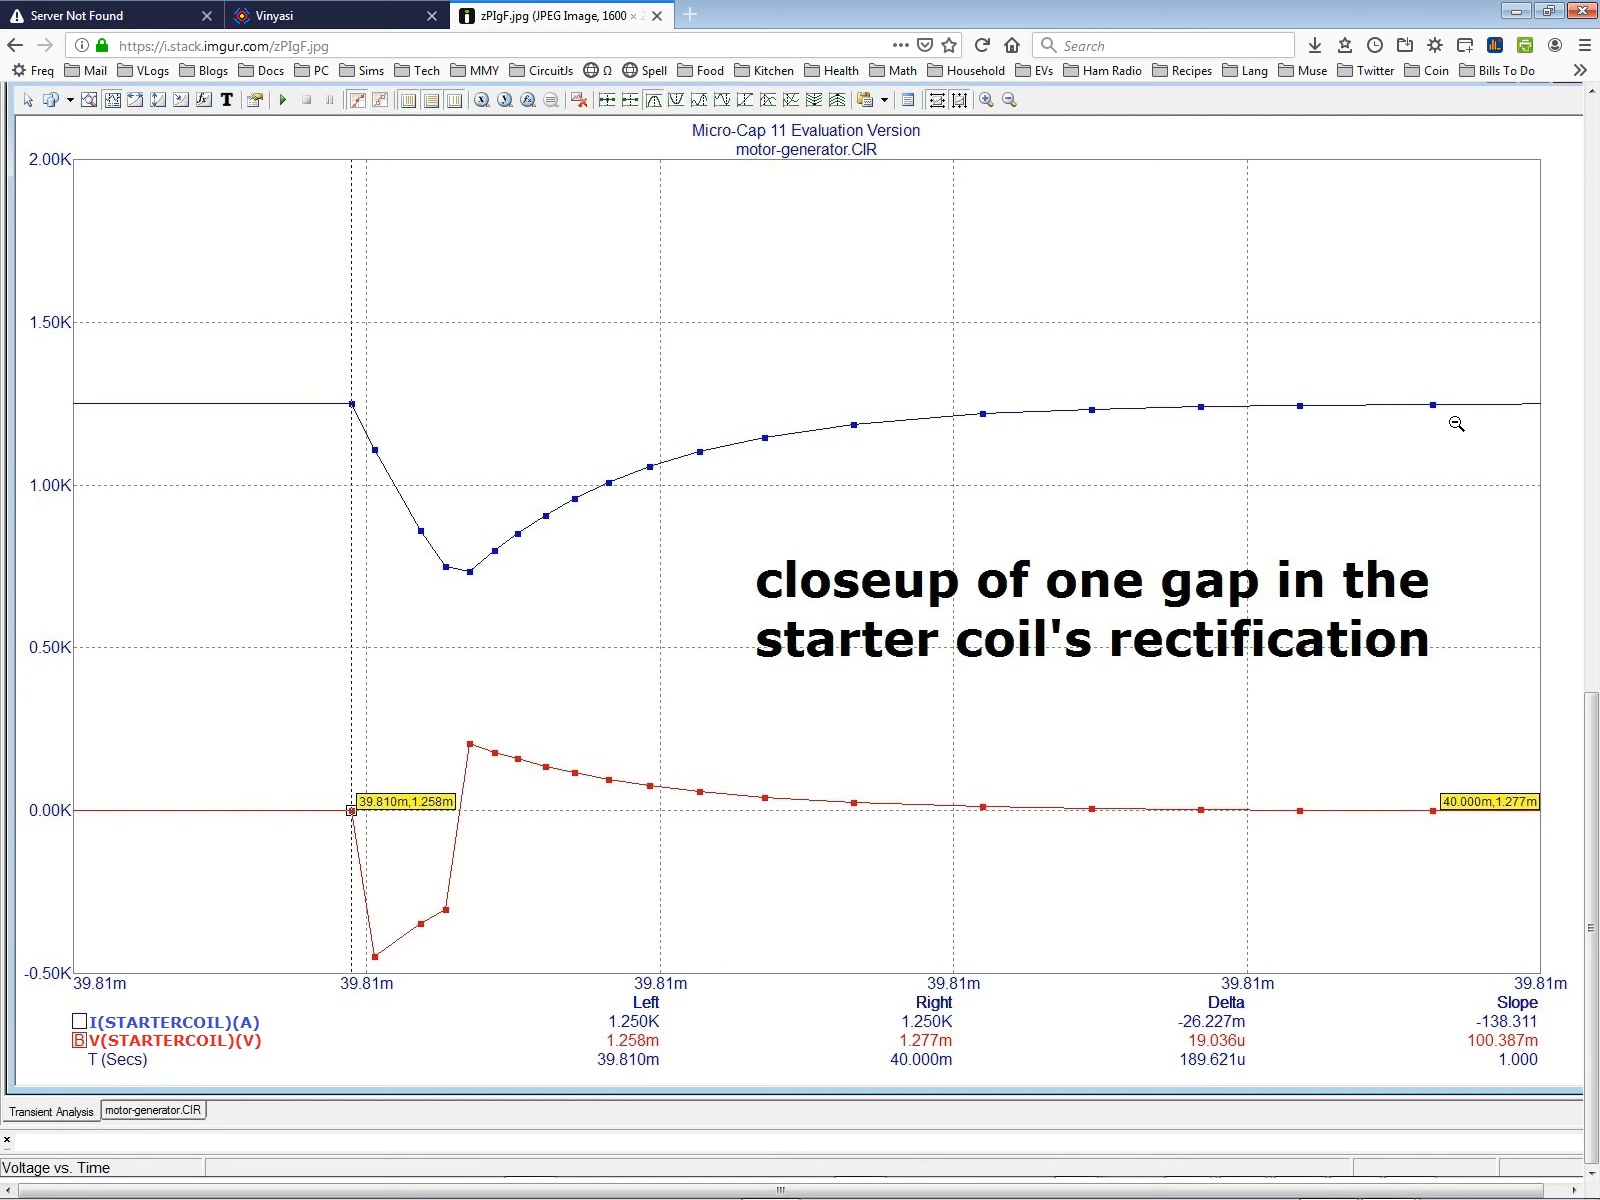 Server Not Found
Vinyasi
zPIgF.jpg (JPEG Image, 1600 ×
https://i.stack.imgur.com/zPIgF.jpg
Search
Freq Mail VLogs Blogs Docs PC Sims Tech MMY CircuitJs Ω Spell Food Kitchen Health Math Household EVs Ham Radio Recipes Lang Muse Twitter Coin Bills To Do
Micro-Cap 11 Evaluation Version
motor-generator.CIR
2.00K
1.50K
1.00K
closeup of one gap in the
starter coil's rectification
0.50K
39.810m,1.258m
40.000m,1.277m
0.00K
-0.50K
39.81m 39.81m 39.81m 39.81m 39.81m 39.81m
Left Right Delta Slope
I(STARTERCOIL)(A) 1.250K 1.250K -26.227m -138.311
B V(STARTERCOIL)(V) 1.258m 1.277m 19.036u 100.387m
T (Secs) 39.810m 40.000m 189.621u 1.000
Transient Analysis motor-generator.CIR
Voltage vs. Time